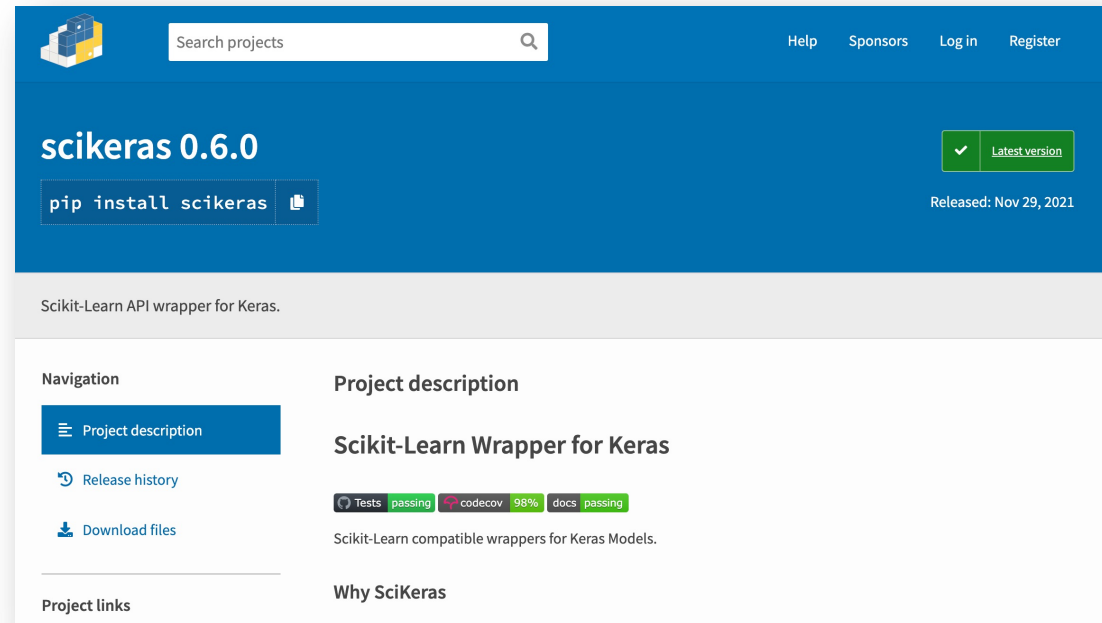 Search projects
Help Sponsors Log in Register
scikeras 0.6.0
Latest version
pip install scikeras
Released: Nov 29, 2021
Scikit-Learn API wrapper for Keras.
Navigation
Project description
Release history
Download files
Project links
Project description
Scikit-Learn Wrapper for Keras
Tests passing codecov 98% docs passing
Scikit-Learn compatible wrappers for Keras Models.
Why SciKeras